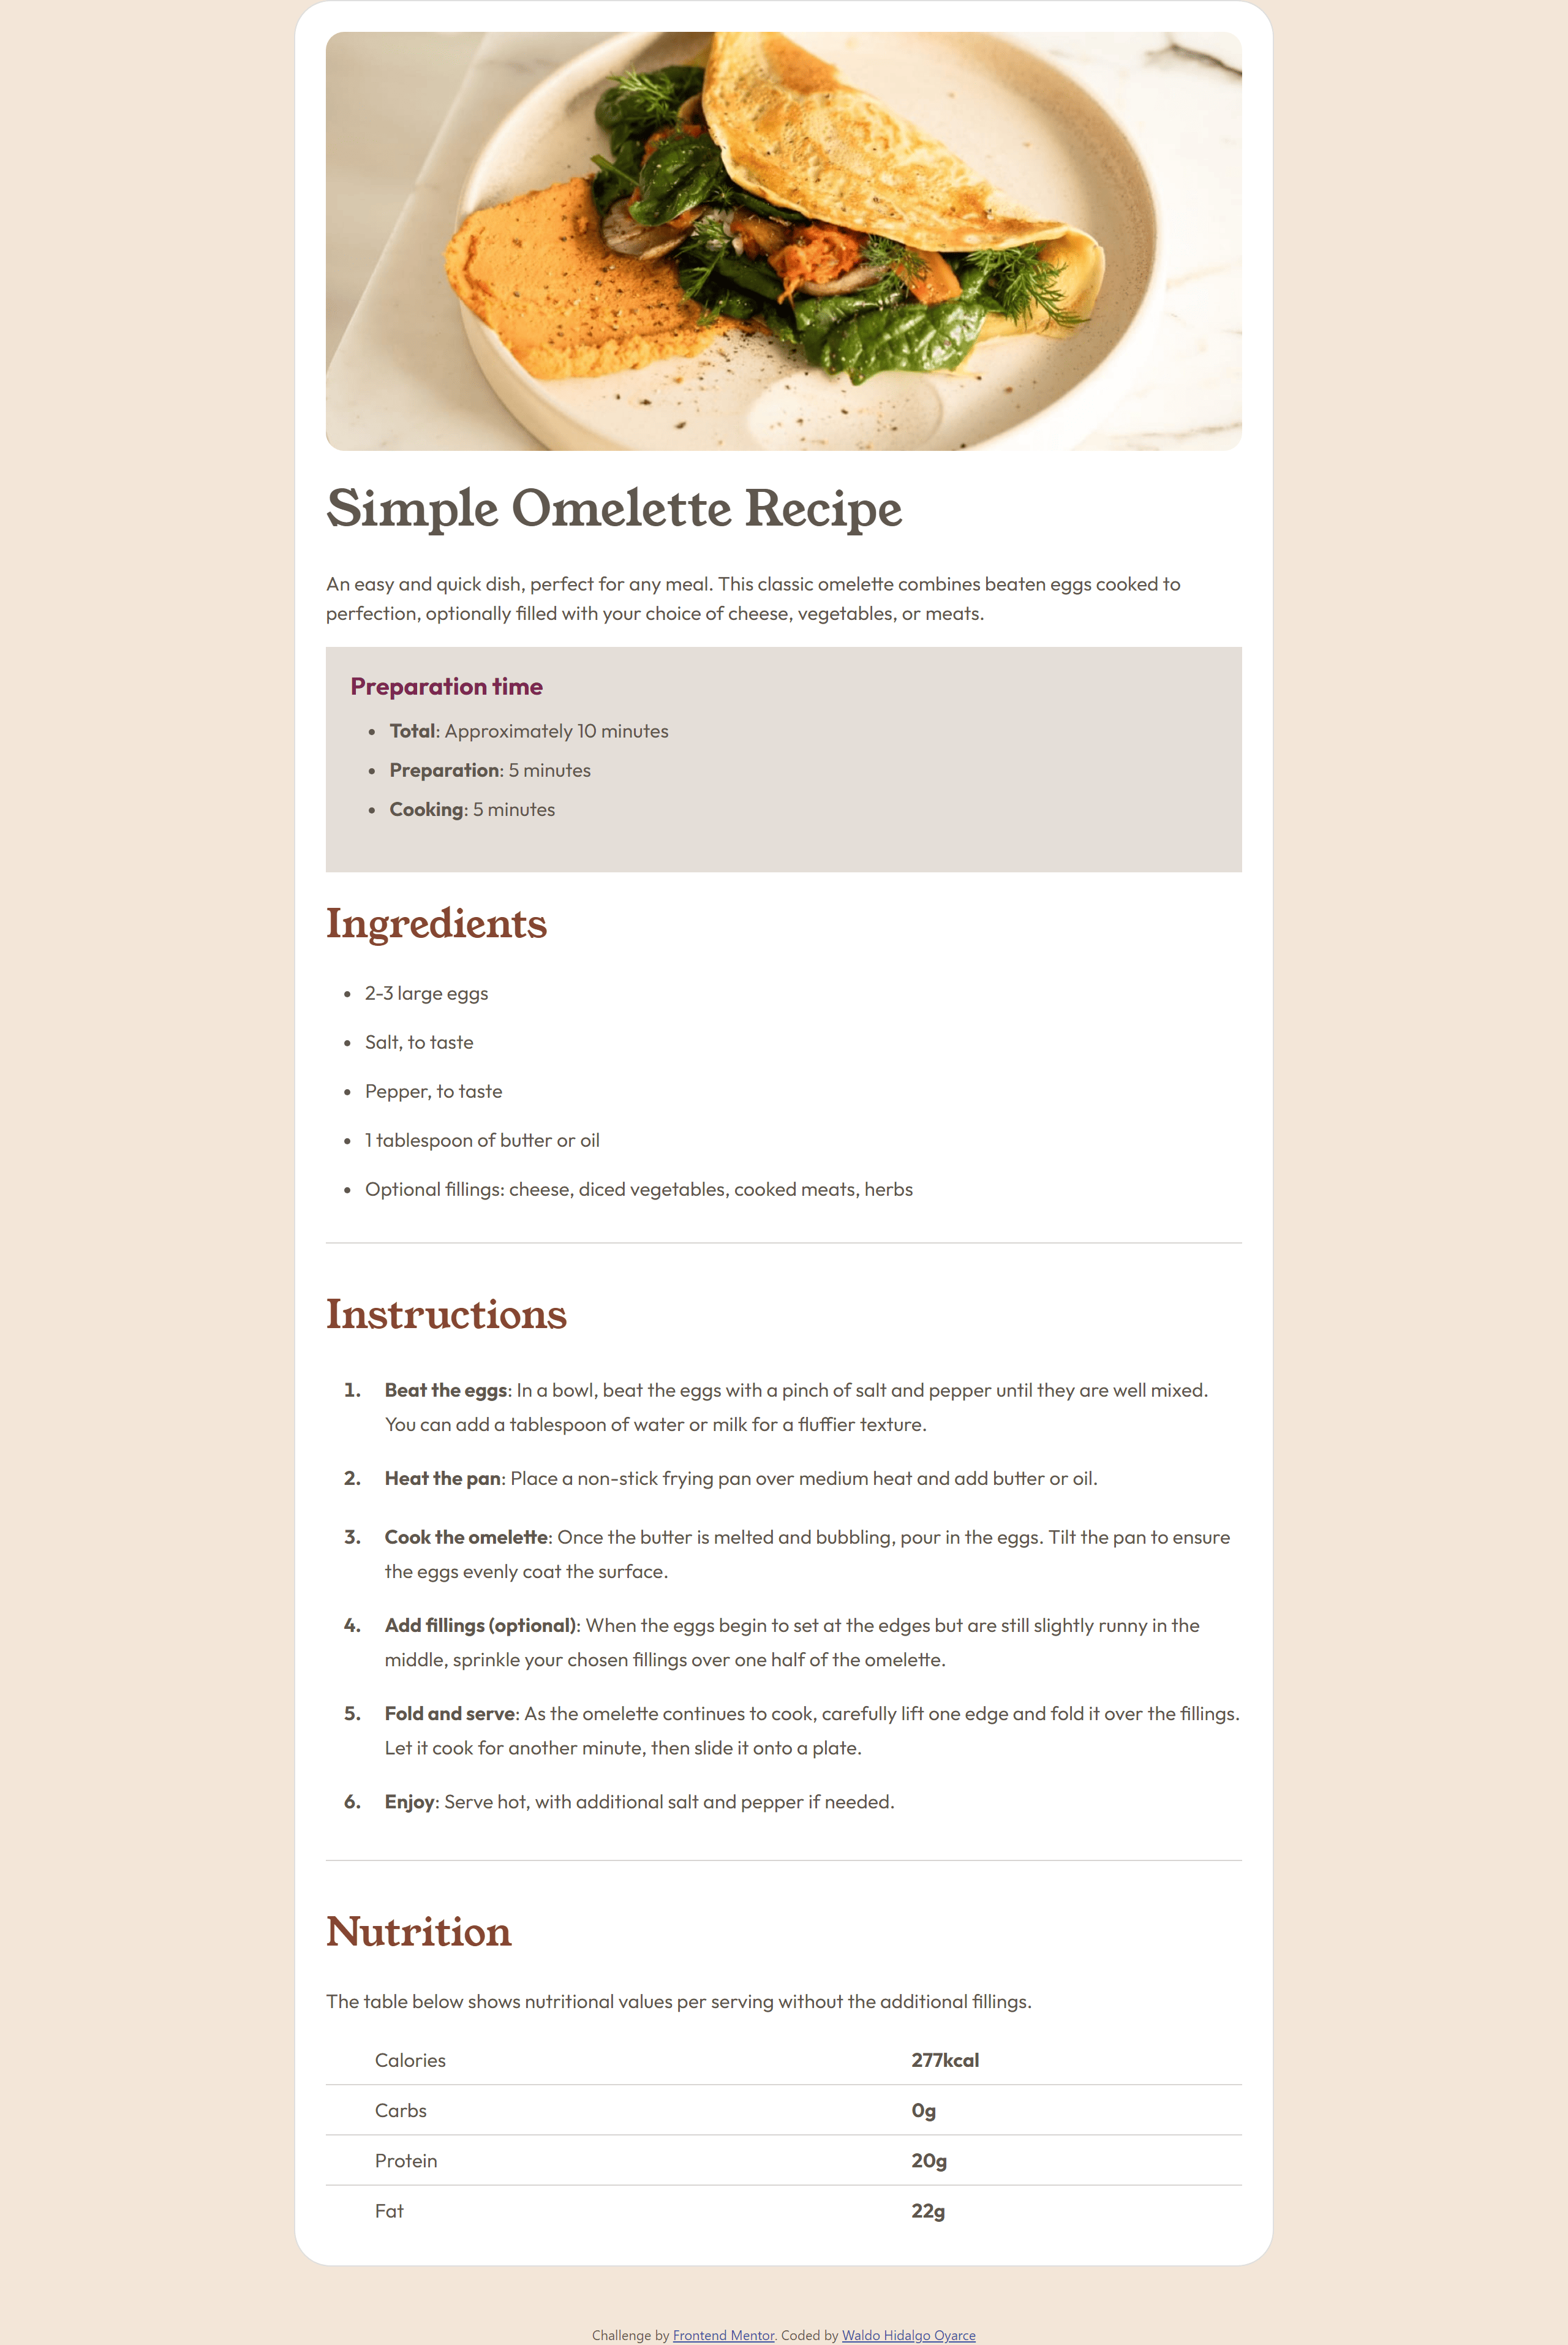 Simple Omelette Recipe
An easy and quick dish, perfect for any meal. This classic omelette combines beaten eggs cooked to
perfection, optionally filled with your choice of cheese, vegetables, or meats.
Preparation time
• Total: Approximately 10 minutes
• Preparation: 5 minutes
• Cooking: 5 minutes
Ingredients
• 2-3 large eggs
• Salt, to taste
• Pepper, to taste
• 1 tablespoon of butter or oil
• Optional fillings: cheese, diced vegetables, cooked meats, herbs
Instructions
1. Beat the eggs: In a bowl, beat the eggs with a pinch of salt and pepper until they are well mixed.
You can add a tablespoon of water or milk for a fluffier texture.
2. Heat the pan: Place a non-stick frying pan over medium heat and add butter or oil.
3. Cook the omelette: Once the butter is melted and bubbling, pour in the eggs. Tilt the pan to ensure
the eggs evenly coat the surface.
4. Add fillings (optional): When the eggs begin to set at the edges but are still slightly runny in the
middle, sprinkle your chosen fillings over one half of the omelette.
5. Fold and serve: As the omelette continues to cook, carefully lift one edge and fold it over the fillings.
Let it cook for another minute, then slide it onto a plate.
6. Enjoy: Serve hot, with additional salt and pepper if needed.
Nutrition
The table below shows nutritional values per serving without the additional fillings.
Calories 277kcal
Carbs 0g
Protein 20g
Fat 22g
Challenge by Frontend Mentor. Coded by Waldo Hidalgo Oyarce